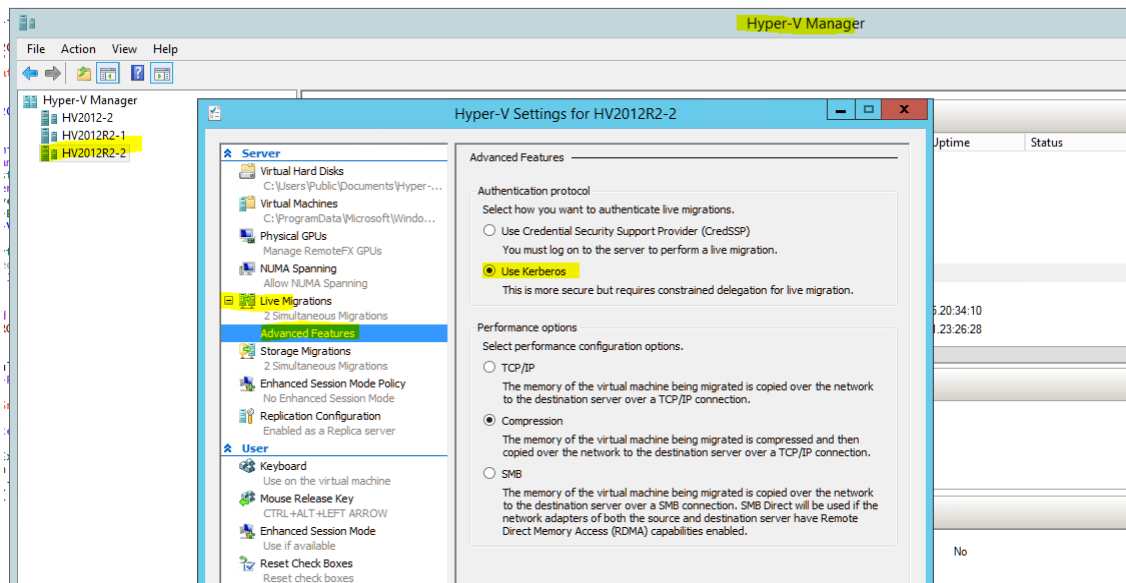 Hyper-V Manager
File Action View Help
Hyper-V Manager
HV2012-2
HV2012R2-1
HV2012R2-2
Hyper-V Settings for HV2012R2-2
Server
Virtual Hard Disks
C:\Users\Public\Documents\Hyper-...
Virtual Machines
C:\ProgramData\Microsoft\Windo...
Physical GPUs
Manage RemoteFX GPUs
NUMA Spanning
Allow NUMA Spanning
Live Migrations
2 Simultaneous Migrations
Advanced Features
Storage Migrations
2 Simultaneous Migrations
Enhanced Session Mode Policy
No Enhanced Session Mode
Replication Configuration
Enabled as a Replica server
User
Keyboard
Use on the virtual machine
Mouse Release Key
CTRL+ALT+LEFT ARROW
Enhanced Session Mode
Use if available
Reset Check Boxes
Reset check boxes
Advanced Features
Authentication protocol
Select how you want to authenticate live migrations.
Use Credential Security Support Provider (CredSSP)
You must log on to the server to perform a live migration.
Use Kerberos
This is more secure but requires constrained delegation for live migration.
Performance options
Select performance configuration options.
TCP/IP
The memory of the virtual machine being migrated is copied over the network
to the destination server over a TCP/IP connection.
Compression
The memory of the virtual machine being migrated is compressed and then
copied over the network to the destination server over a TCP/IP connection.
SMB
The memory of the virtual machine being migrated is copied over the network
to the destination server over a SMB connection. SMB Direct will be used if the
network adapters of both the source and destination server have Remote
Direct Memory Access (RDMA) capabilities enabled.
Uptime Status
.20:34:10
.23:26:28
No